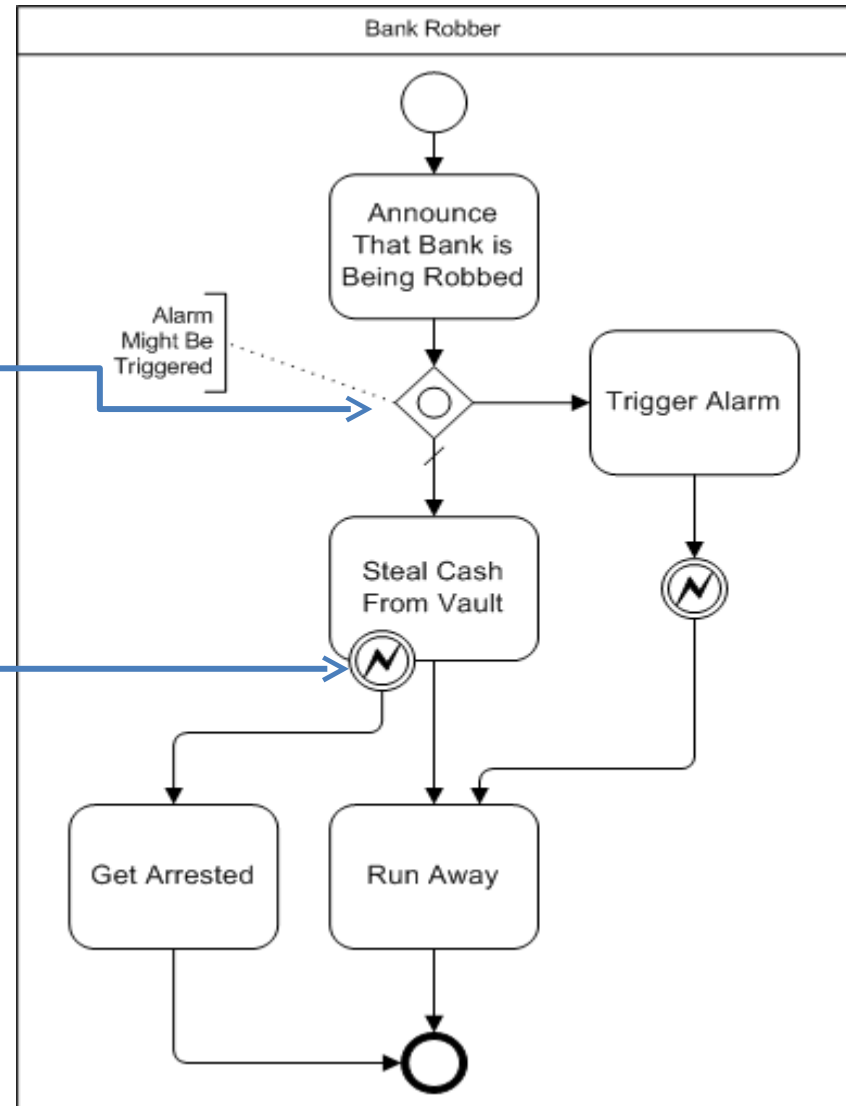 Bank Robber
Announce
That Bank is
Being Robbed
Alarm
Might Be
Triggered
Trigger Alarm
Steal Cash
From Vault
Get Arrested
Run Away